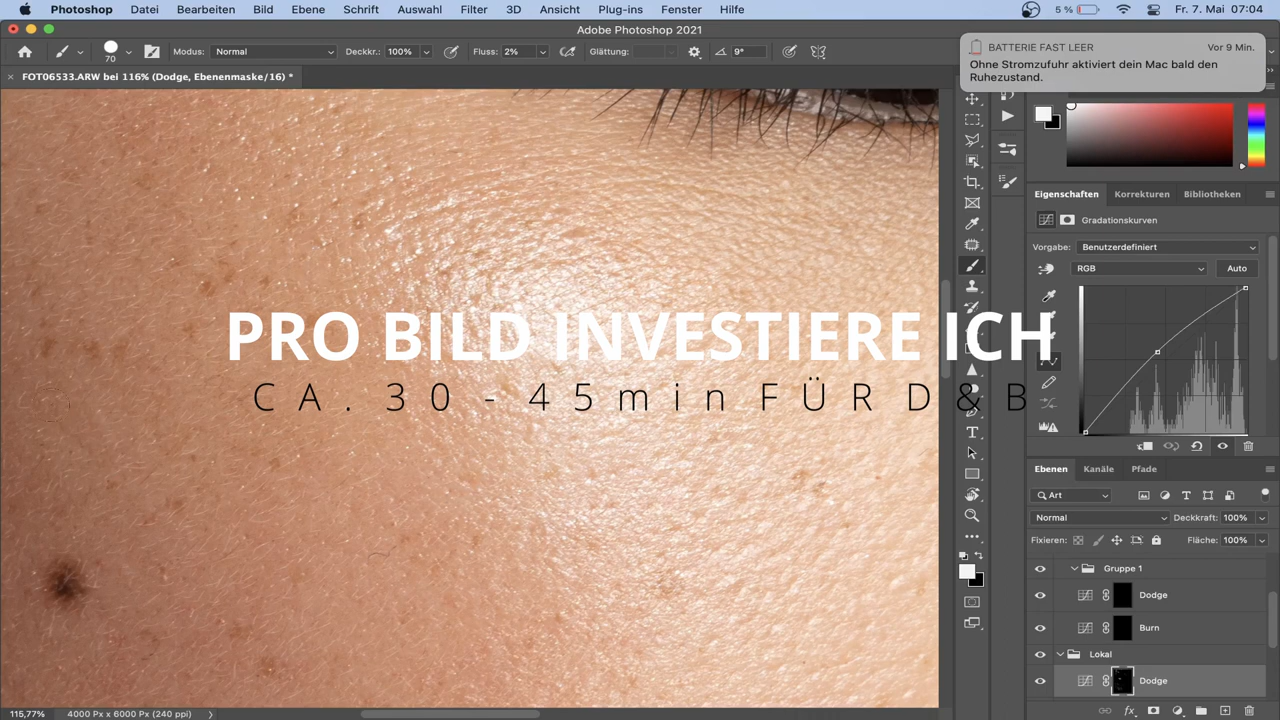 Photoshop Datei Bearbeiten Bild Ebene Schrift Auswahl Filter 3D Ansicht Plug-ins Fenster Hilfe 5 % Fr. 7. Mai 07:04
Adobe Photoshop 2021
BATTERIE FAST LEER Vor 9 Min.
Ohne Stromzufuhr aktiviert dein Mac bald den
Ruhezustand.
70 Modus: Normal Deckkr.: 100% Fluss: 2% Glättung: 9°
FOT06533.ARW bei 116% (Dodge, Ebenenmaske/16) *
Eigenschaften Korrekturen Bibliotheken
Gradationskurven
Vorgabe: Benutzerdefiniert
RGB Auto
PRO BILD INVESTIERE ICH
CA. 30 - 45min FÜR D & B
Ebenen Kanäle Pfade
Art
Normal Deckkraft: 100%
Fixieren: Fläche: 100%
Gruppe 1
Dodge
Burn
Lokal
Dodge
115,77% 4000 Px x 6000 Px (240 ppi)